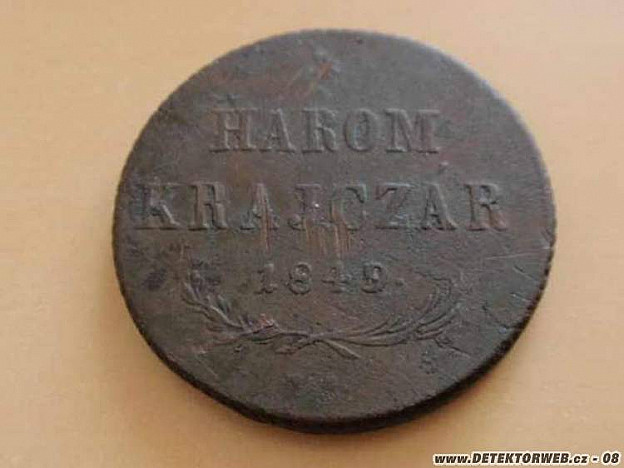 HÁROM
KRAJCZÁR
.1849.
www.DETEKTORWEB.cz - 08